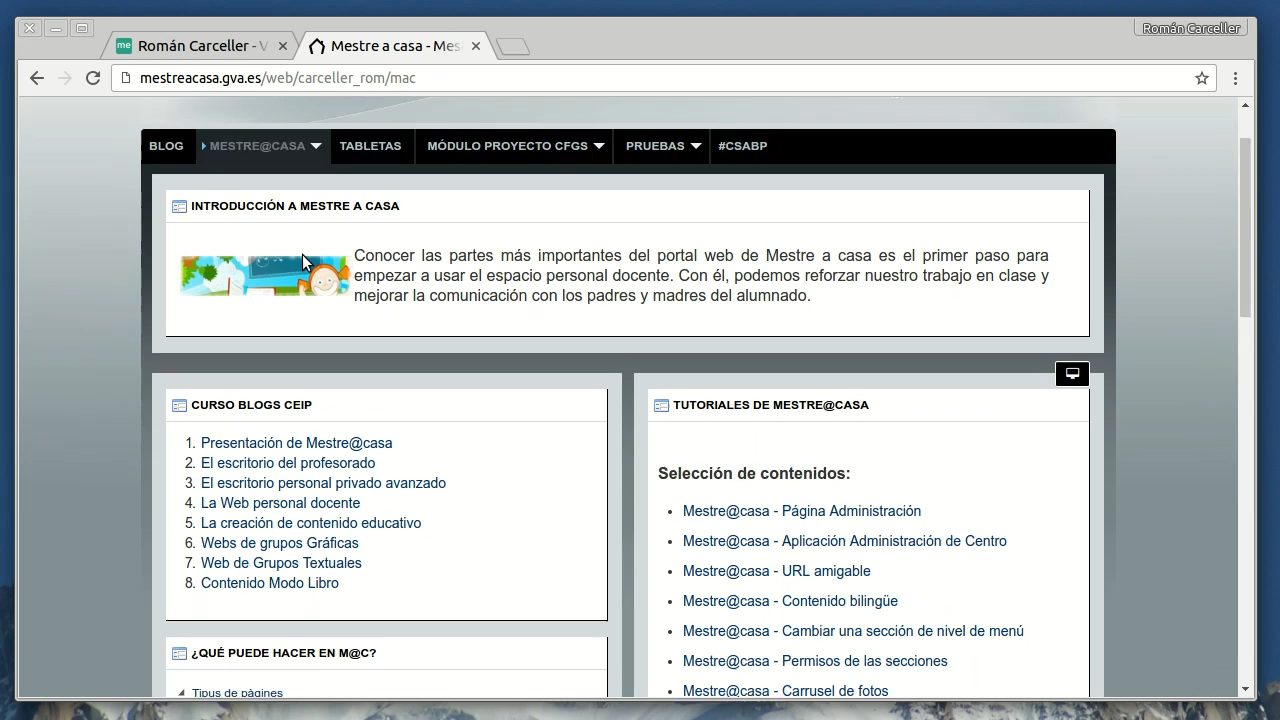 Román Carceller
me Román Carceller - V
Mestre a casa - Mes
mestreacasa.gva.es/web/carceller_rom/mac
BLOG
MESTRE@CASA
TABLETAS
MÓDULO PROYECTO CFGS
PRUEBAS
#CSABP
INTRODUCCIÓN A MESTRE A CASA
Conocer las partes más importantes del portal web de Mestre a casa es el primer paso para
empezar a usar el espacio personal docente. Con él, podemos reforzar nuestro trabajo en clase y
mejorar la comunicación con los padres y madres del alumnado.
CURSO BLOGS CEIP
1. Presentación de Mestre@casa
2. El escritorio del profesorado
3. El escritorio personal privado avanzado
4. La Web personal docente
5. La creación de contenido educativo
6. Webs de grupos Gráficas
7. Web de Grupos Textuales
8. Contenido Modo Libro
¿QUÉ PUEDE HACER EN M@C?
Tipus de pàgines
TUTORIALES DE MESTRE@CASA
Selección de contenidos:
• Mestre@casa - Página Administración
• Mestre@casa - Aplicación Administración de Centro
• Mestre@casa - URL amigable
• Mestre@casa - Contenido bilingüe
• Mestre@casa - Cambiar una sección de nivel de menú
• Mestre@casa - Permisos de las secciones
• Mestre@casa - Carrusel de fotos